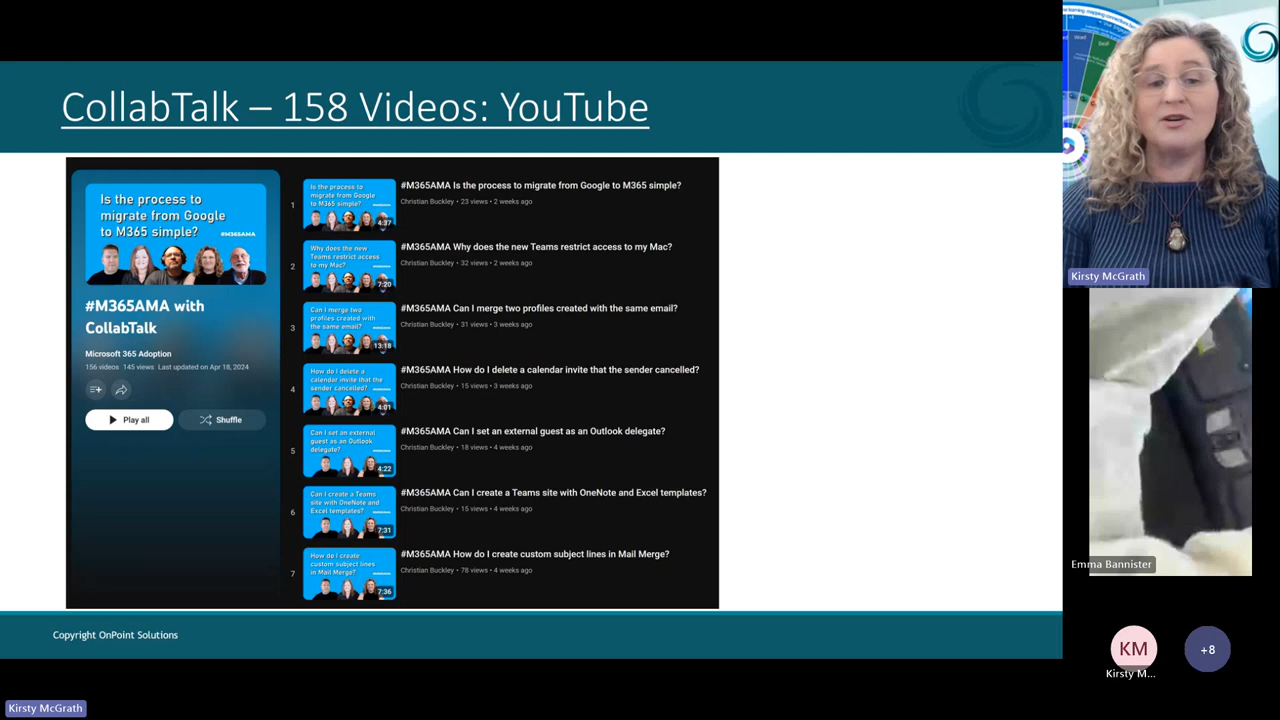 CollabTalk – 158 Videos: YouTube
Is the process to
migrate from Google
to M365 simple?
#M365AMA
#M365AMA with
CollabTalk
Microsoft 365 Adoption
156 videos 145 views Last updated on Apr 18, 2024
Play all
Shuffle
1
Is the process to
migrate from Google
to M365 simple?
4:37
#M365AMA Is the process to migrate from Google to M365 simple?
Christian Buckley • 23 views • 2 weeks ago
2
Why does the new
Teams restrict access
to my Mac?
7:20
#M365AMA Why does the new Teams restrict access to my Mac?
Christian Buckley • 32 views • 2 weeks ago
3
Can I merge two
profiles created with
the same email?
13:18
#M365AMA Can I merge two profiles created with the same email?
Christian Buckley • 31 views • 3 weeks ago
4
How do I delete a
calendar invite that the
sender cancelled?
4:01
#M365AMA How do I delete a calendar invite that the sender cancelled?
Christian Buckley • 15 views • 3 weeks ago
5
Can I set an external
guest as an Outlook
delegate?
4:22
#M365AMA Can I set an external guest as an Outlook delegate?
Christian Buckley • 18 views • 4 weeks ago
6
Can I create a Teams
site with OneNote and
Excel templates?
7:31
#M365AMA Can I create a Teams site with OneNote and Excel templates?
Christian Buckley • 15 views • 4 weeks ago
7
How do I create
custom subject lines
in Mail Merge?
7:36
#M365AMA How do I create custom subject lines in Mail Merge?
Christian Buckley • 78 views • 4 weeks ago
Copyright OnPoint Solutions
Word
Kirsty McGrath
Emma Bannister
KM
Kirsty M...
+8
Kirsty McGrath